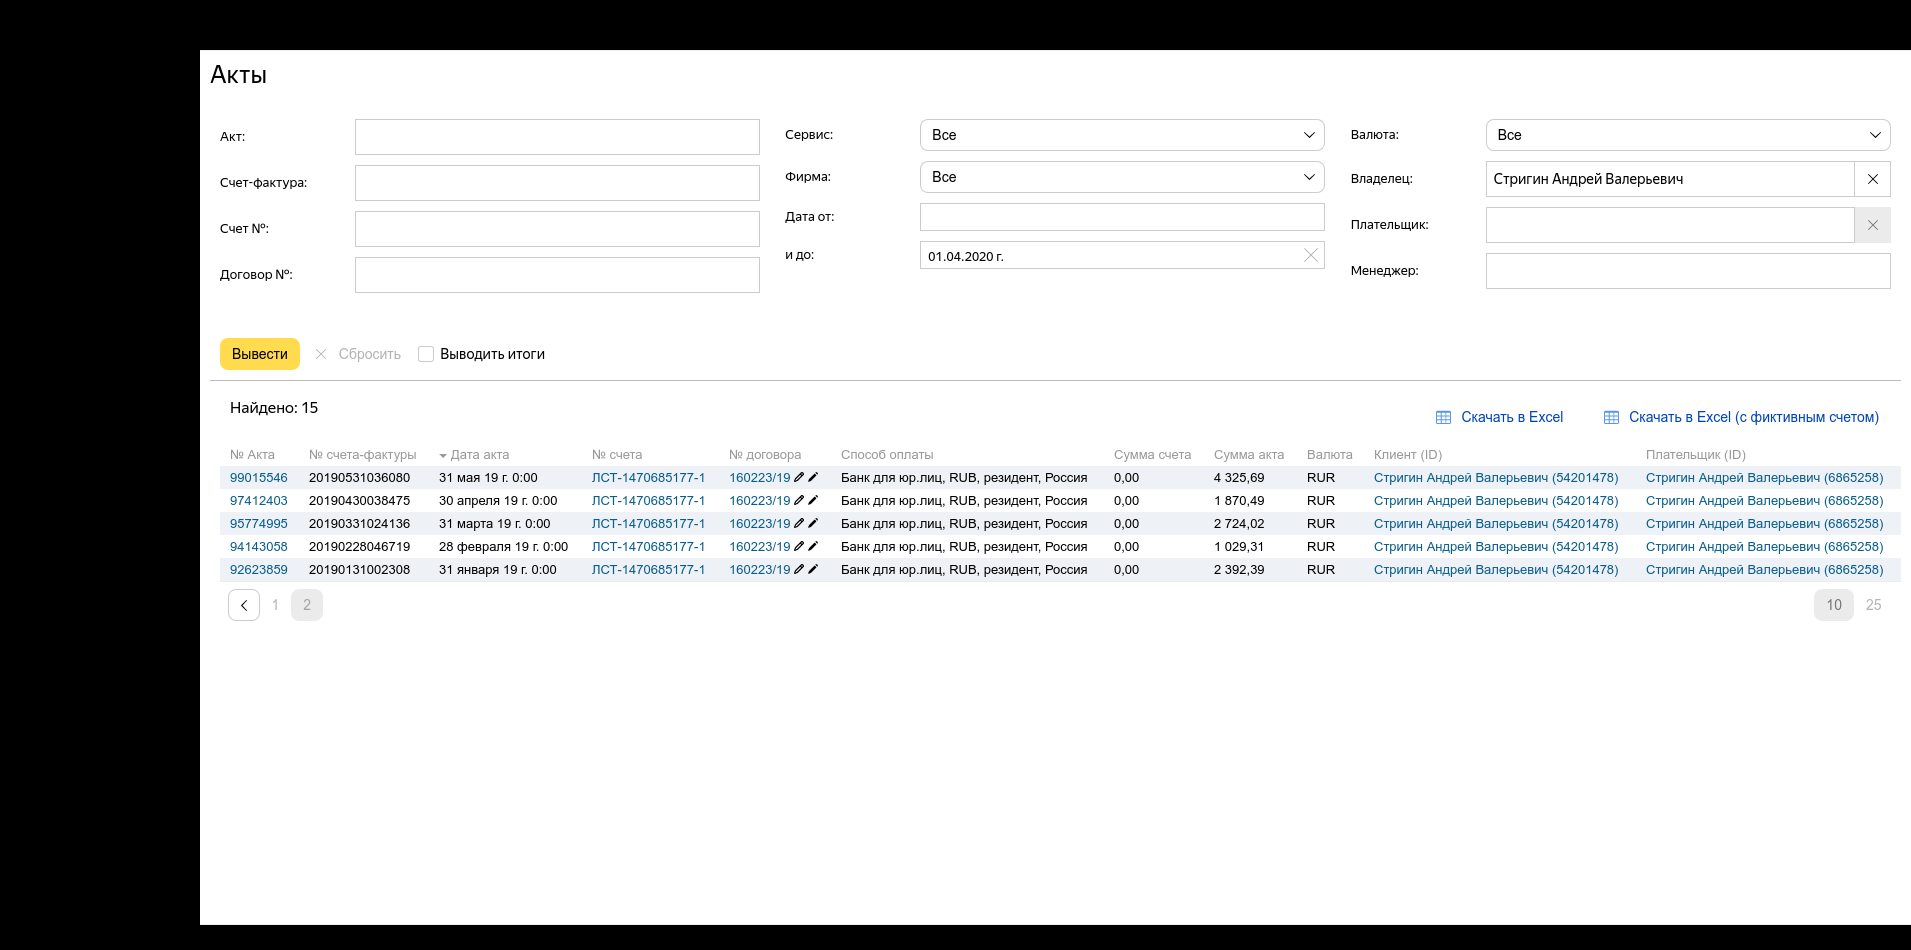 Акты
Акт:
Счет-фактура:
Счет №:
Договор №:
Сервис: Все
Фирма: Все
Дата от:
и до: 01.04.2020 г.
Валюта: Все
Владелец: Стригин Андрей Валерьевич
Плательщик:
Менеджер:
Вывести Сбросить Выводить итоги
Найдено: 15
Скачать в Excel Скачать в Excel (с фиктивным счетом)
№ Акта № счета-фактуры Дата акта № счета № договора Способ оплаты Сумма счета Сумма акта Валюта Клиент (ID) Плательщик (ID)
99015546 20190531036080 31 мая 19 г. 0:00 ЛСТ-1470685177-1 160223/19 Банк для юр.лиц, RUB, резидент, Россия 0,00 4 325,69 RUR Стригин Андрей Валерьевич (54201478) Стригин Андрей Валерьевич (6865258)
97412403 20190430038475 30 апреля 19 г. 0:00 ЛСТ-1470685177-1 160223/19 Банк для юр.лиц, RUB, резидент, Россия 0,00 1 870,49 RUR Стригин Андрей Валерьевич (54201478) Стригин Андрей Валерьевич (6865258)
95774995 20190331024136 31 марта 19 г. 0:00 ЛСТ-1470685177-1 160223/19 Банк для юр.лиц, RUB, резидент, Россия 0,00 2 724,02 RUR Стригин Андрей Валерьевич (54201478) Стригин Андрей Валерьевич (6865258)
94143058 20190228046719 28 февраля 19 г. 0:00 ЛСТ-1470685177-1 160223/19 Банк для юр.лиц, RUB, резидент, Россия 0,00 1 029,31 RUR Стригин Андрей Валерьевич (54201478) Стригин Андрей Валерьевич (6865258)
92623859 20190131002308 31 января 19 г. 0:00 ЛСТ-1470685177-1 160223/19 Банк для юр.лиц, RUB, резидент, Россия 0,00 2 392,39 RUR Стригин Андрей Валерьевич (54201478) Стригин Андрей Валерьевич (6865258)
1 2 10 25